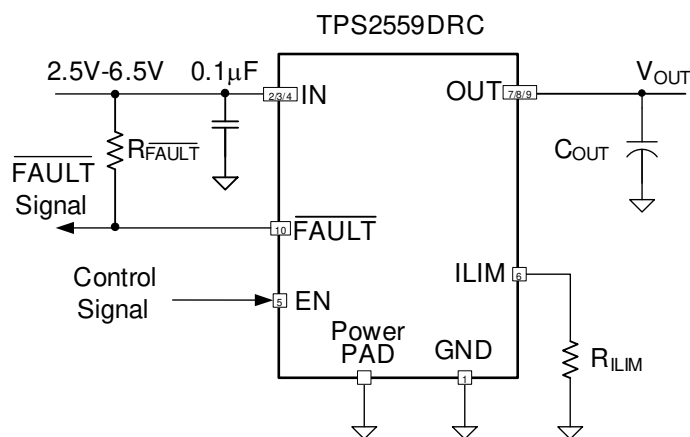 TPS2559DRC
2.5V-6.5V 0.1µF
2/3/4 IN
OUT 7/8/9
V_OUT
R_FAULT
C_OUT
FAULT
Signal
10 FAULT
ILIM 6
Control
Signal
5 EN
Power
PAD
GND
1
R_ILIM